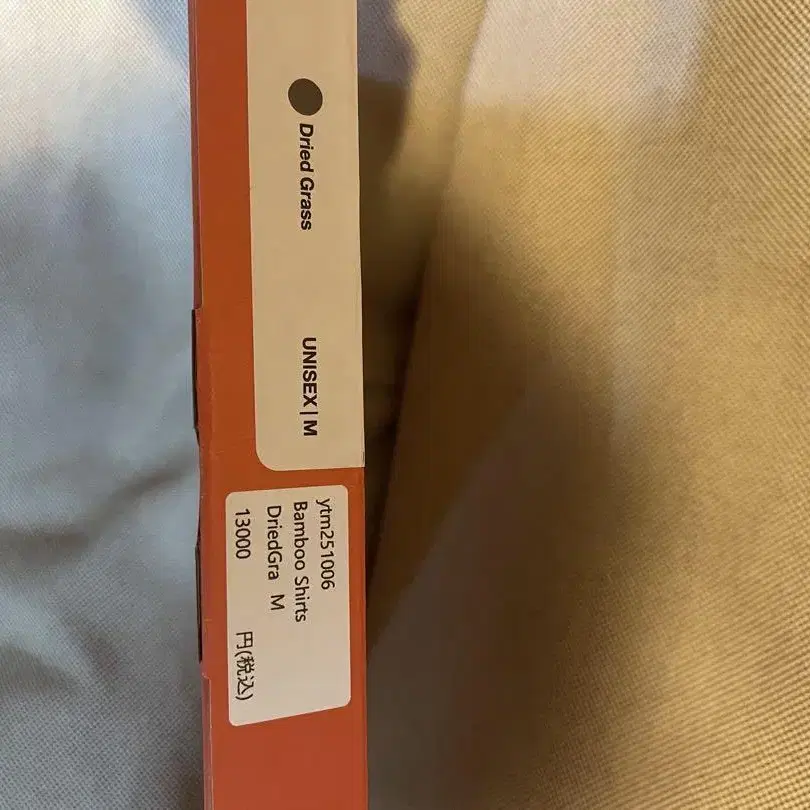 Dried Grass
UNISEX | M
ytm251006
Bamboo Shirts
DriedGra M
13000 円(税込)